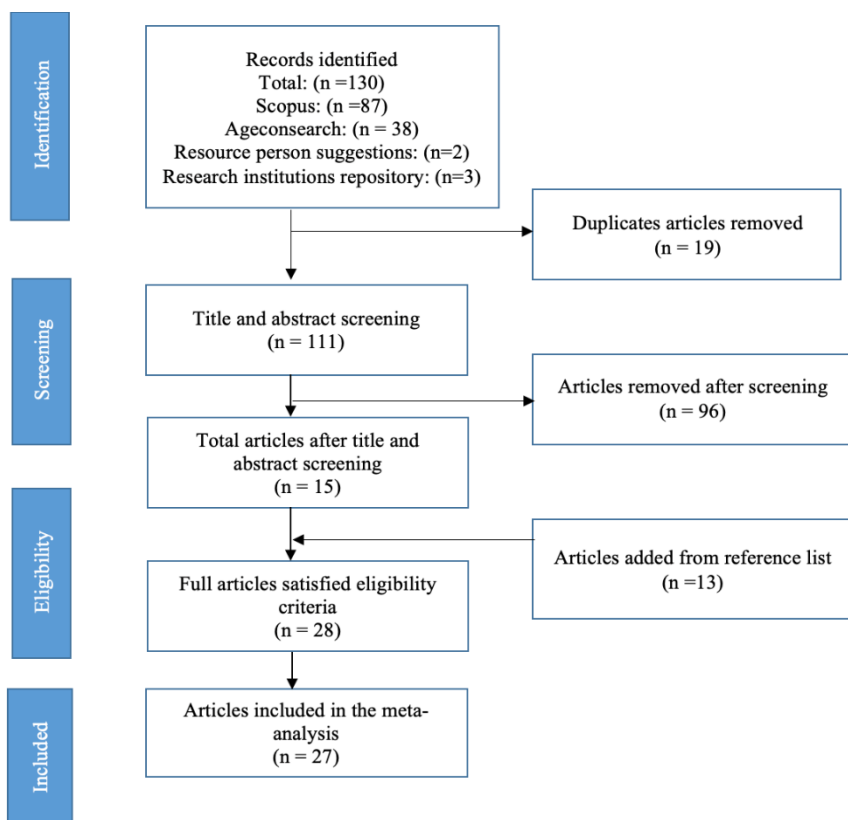 Identification
Records identified
Total: (n =130)
Scopus: (n =87)
Ageconsearch: (n = 38)
Resource person suggestions: (n=2)
Research institutions repository: (n=3)
Duplicates articles removed
(n = 19)
Screening
Title and abstract screening
(n = 111)
Articles removed after screening
(n = 96)
Total articles after title and
abstract screening
(n = 15)
Eligibility
Articles added from reference list
(n =13)
Full articles satisfied eligibility
criteria
(n = 28)
Included
Articles included in the meta-
analysis
(n = 27)